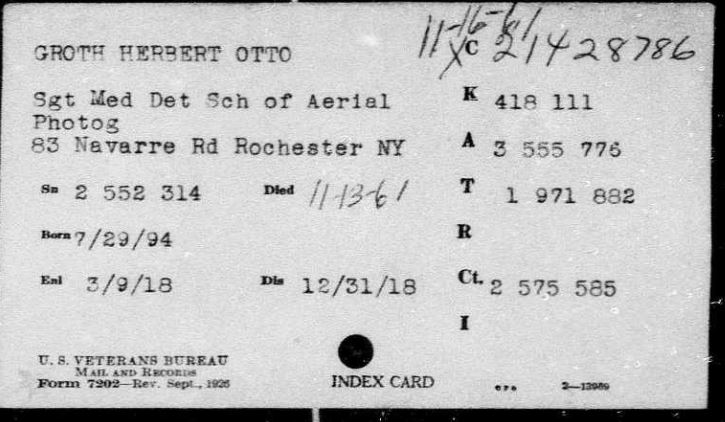 11-16-61
GROTH HERBERT OTTO XC 21428786
Sgt Med Det Sch of Aerial K 418 111
Photog
83 Navarre Rd Rochester NY A 3 555 776
Sn 2 552 314 Died 11-13-61 T 1 971 882
Born 7/29/94 R
Enl 3/9/18 Dis 12/31/18 Ct. 2 575 585
I
U. S. VETERANS BUREAU
MAIL AND RECORDS
Form 7202—Rev. Sept., 1926 INDEX CARD GPO 2—13989